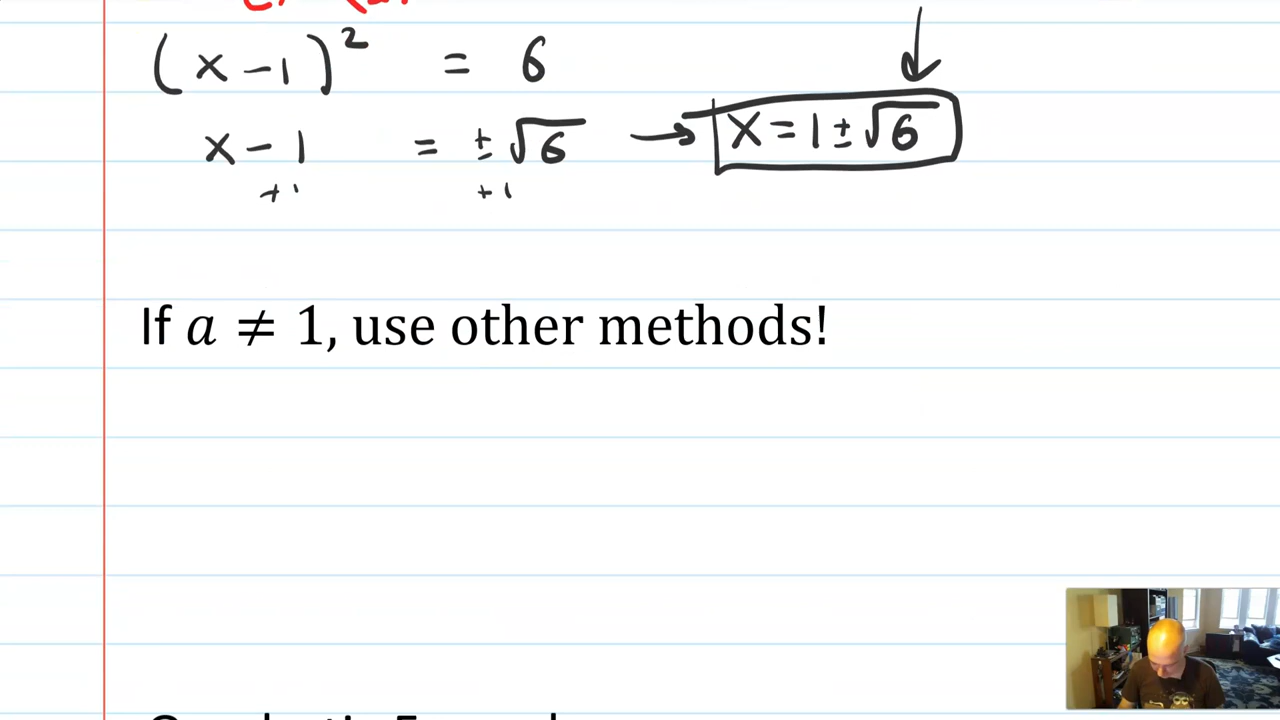 (x-1)² = 6
x-1 = ±√6 → x=1±√6
+1 +1
If a ≠ 1, use other methods!